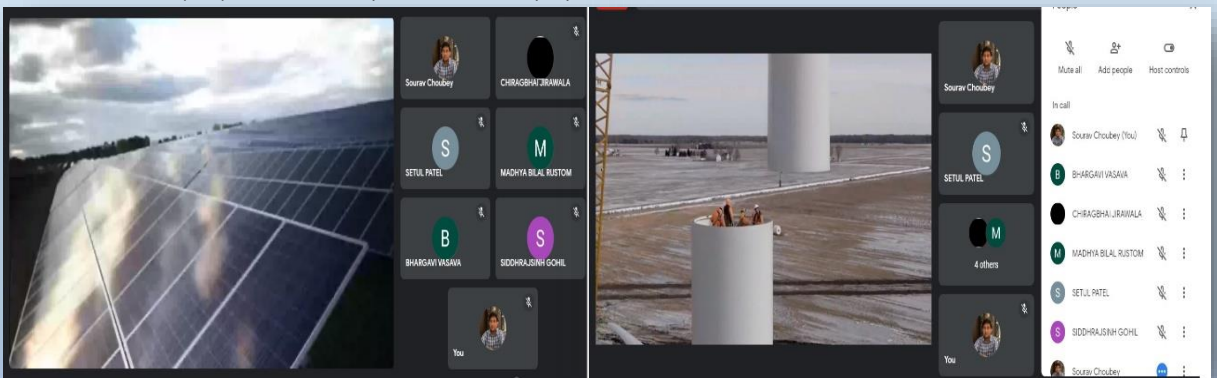 Sourav Choubey
CHIRAGBHAI JIRAWALA
S
M
SETUL PATEL
MADHYA BILAL RUSTOM
B
S
BHARGAVI VASAVA
SIDDHRAJSINH GOHIL
You
Sourav Choubey
S
SETUL PATEL
M
4 others
You
People
Mute all
Add people
Host controls
In call
Sourav Choubey (You)
B BHARGAVI VASAVA
CHIRAGBHAI JIRAWALA
M MADHYA BILAL RUSTOM
S SETUL PATEL
S SIDDHRAJSINH GOHIL
Sourav Choubey